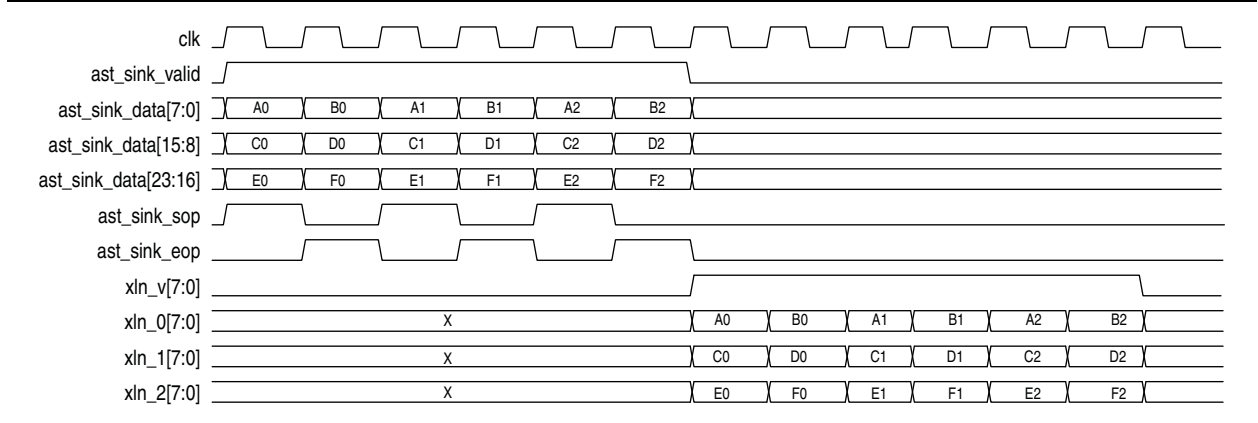 clk
ast_sink_valid
ast_sink_data[7:0] A0 B0 A1 B1 A2 B2
ast_sink_data[15:8] C0 D0 C1 D1 C2 D2
ast_sink_data[23:16] E0 F0 E1 F1 E2 F2
ast_sink_sop
ast_sink_eop
xln_v[7:0]
xln_0[7:0] X A0 B0 A1 B1 A2 B2
xln_1[7:0] X C0 D0 C1 D1 C2 D2
xln_2[7:0] X E0 F0 E1 F1 E2 F2